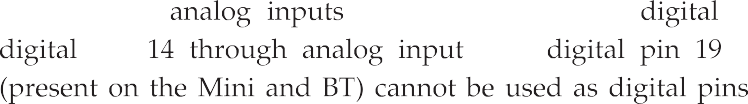 analog inputs digital
digital 14 through analog input digital pin 19
(present on the Mini and BT) cannot be used as digital pins